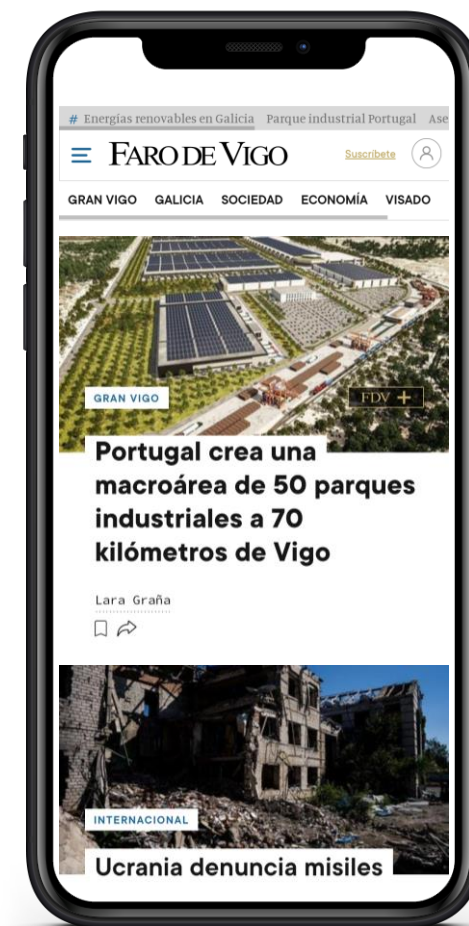 # Energías renovables en Galicia Parque industrial Portugal Ase
FARO DE VIGO Suscríbete
GRAN VIGO GALICIA SOCIEDAD ECONOMÍA VISADO
GRAN VIGO
FDV +
Portugal crea una
macroárea de 50 parques
industriales a 70
kilómetros de Vigo
Lara Graña
INTERNACIONAL
Ucrania denuncia misiles